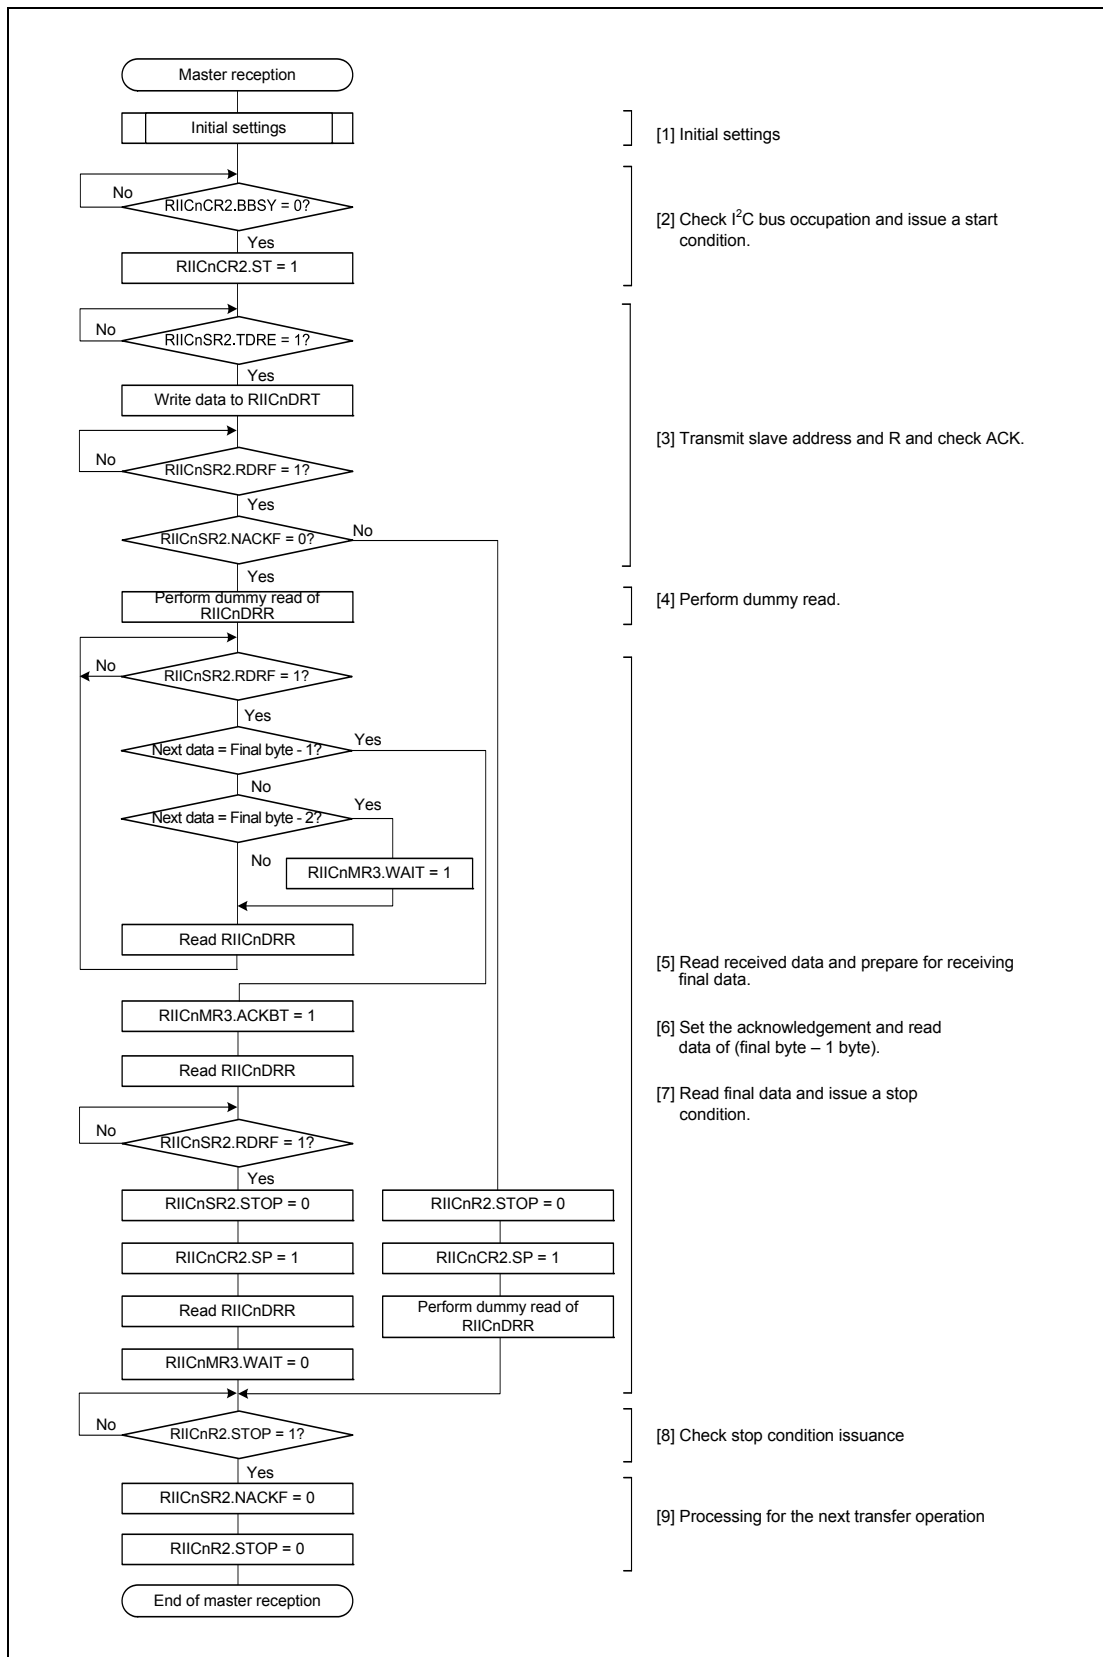 Master reception
Initial settings
[1] Initial settings
No
RIICnCR2.BBSY = 0?
[2] Check I²C bus occupation and issue a start
condition.
Yes
RIICnCR2.ST = 1
No
RIICnSR2.TDRE = 1?
Yes
Write data to RIICnDRT
[3] Transmit slave address and R and check ACK.
No
RIICnSR2.RDRF = 1?
Yes
RIICnSR2.NACKF = 0?
No
Yes
Perform dummy read of
RIICnDRR
[4] Perform dummy read.
No
RIICnSR2.RDRF = 1?
Yes
Next data = Final byte - 1?
Yes
No
Next data = Final byte - 2?
Yes
No
RIICnMR3.WAIT = 1
Read RIICnDRR
[5] Read received data and prepare for receiving
final data.
RIICnMR3.ACKBT = 1
[6] Set the acknowledgement and read
data of (final byte – 1 byte).
Read RIICnDRR
[7] Read final data and issue a stop
condition.
No
RIICnSR2.RDRF = 1?
Yes
RIICnSR2.STOP = 0
RIICnR2.STOP = 0
RIICnCR2.SP = 1
RIICnCR2.SP = 1
Read RIICnDRR
Perform dummy read of
RIICnDRR
RIICnMR3.WAIT = 0
No
RIICnR2.STOP = 1?
[8] Check stop condition issuance
Yes
RIICnSR2.NACKF = 0
[9] Processing for the next transfer operation
RIICnR2.STOP = 0
End of master reception